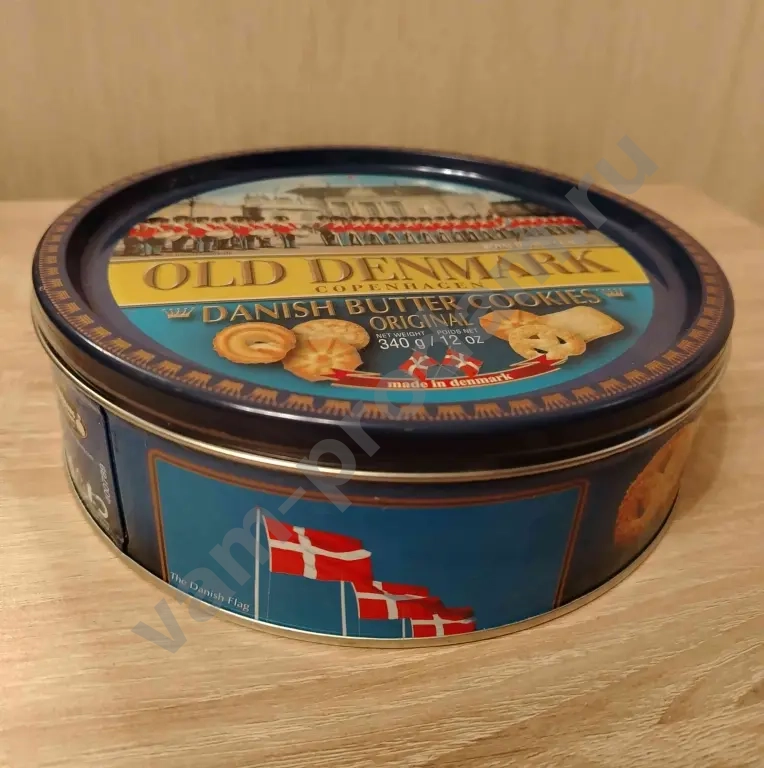 OLD DENMARK
COPENHAGEN
DANISH BUTTER COOKIES
ORIGINAL
NET WEIGHT POIDS NET
340 g / 12 oz
made in denmark
The Danish Flag